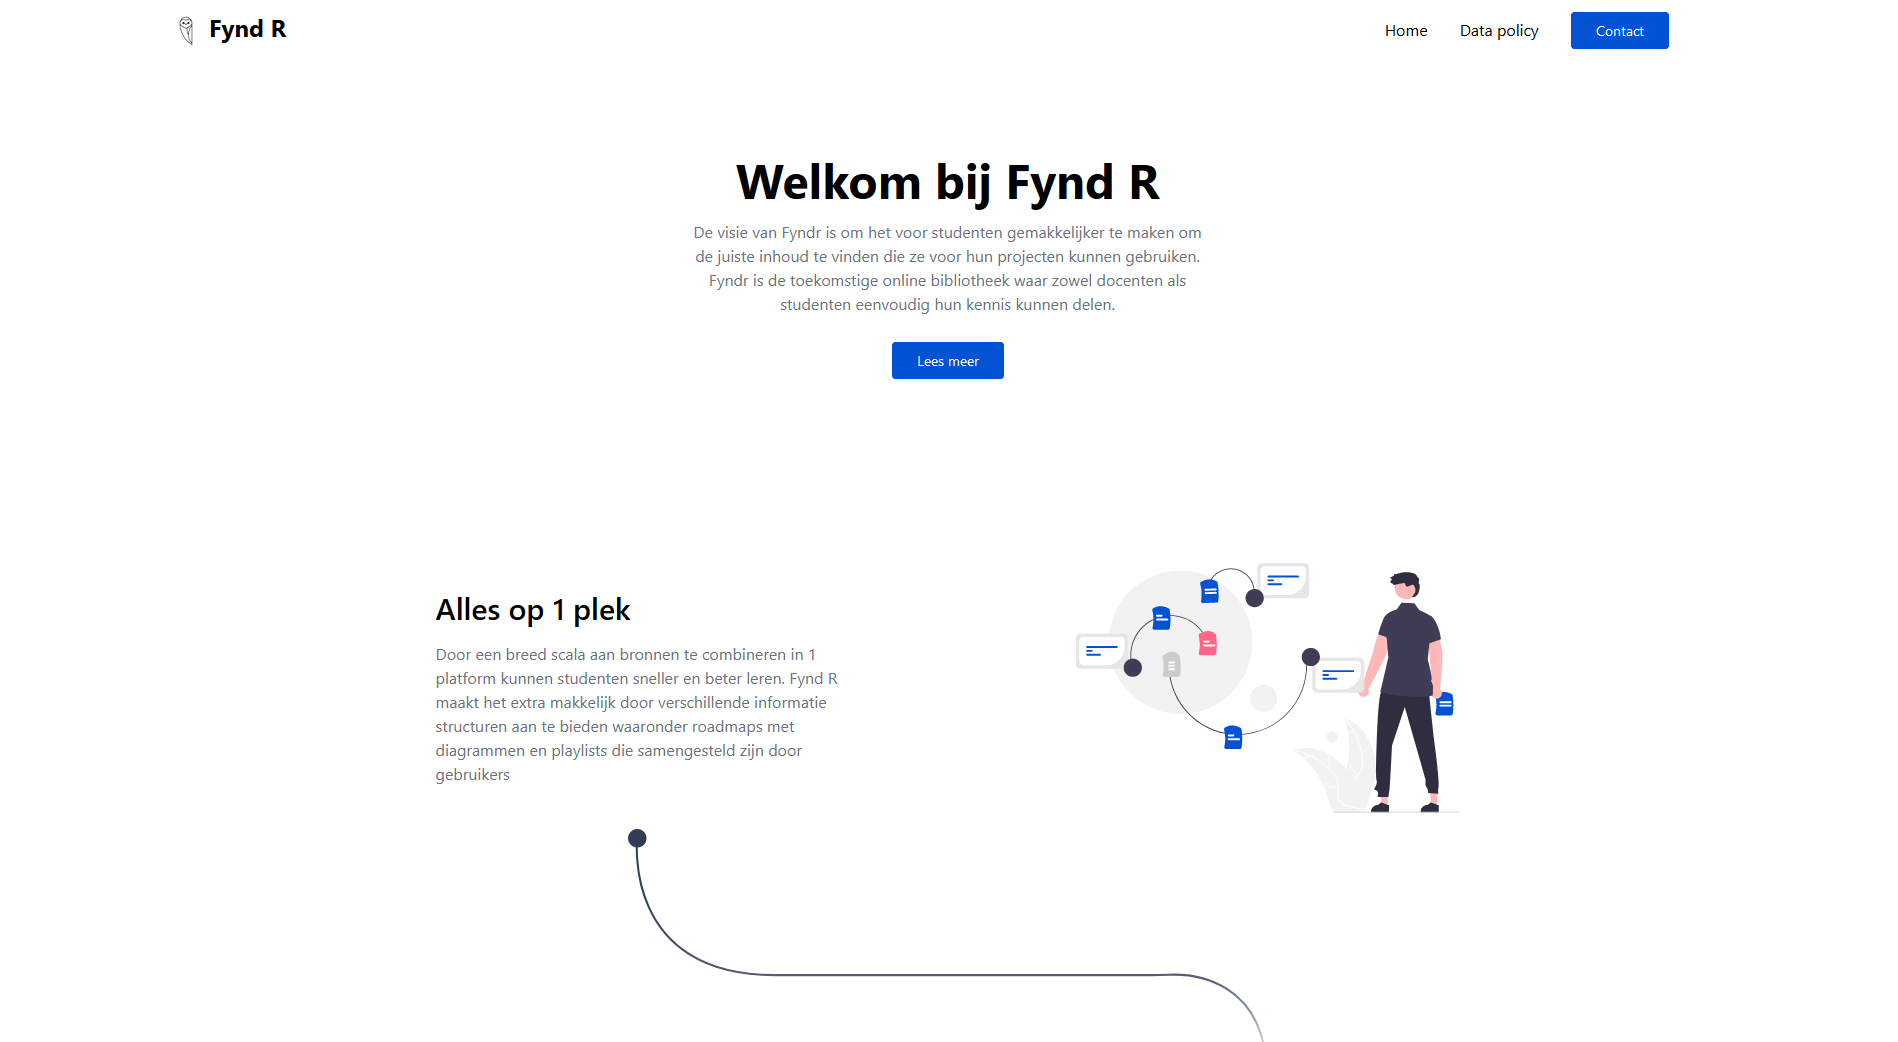 Fynd R
Home
Data policy
Contact
Welkom bij Fynd R
De visie van Fyndr is om het voor studenten gemakkelijker te maken om
de juiste inhoud te vinden die ze voor hun projecten kunnen gebruiken.
Fyndr is de toekomstige online bibliotheek waar zowel docenten als
studenten eenvoudig hun kennis kunnen delen.
Lees meer
Alles op 1 plek
Door een breed scala aan bronnen te combineren in 1
platform kunnen studenten sneller en beter leren. Fynd R
maakt het extra makkelijk door verschillende informatie
structuren aan te bieden waaronder roadmaps met
diagrammen en playlists die samengesteld zijn door
gebruikers